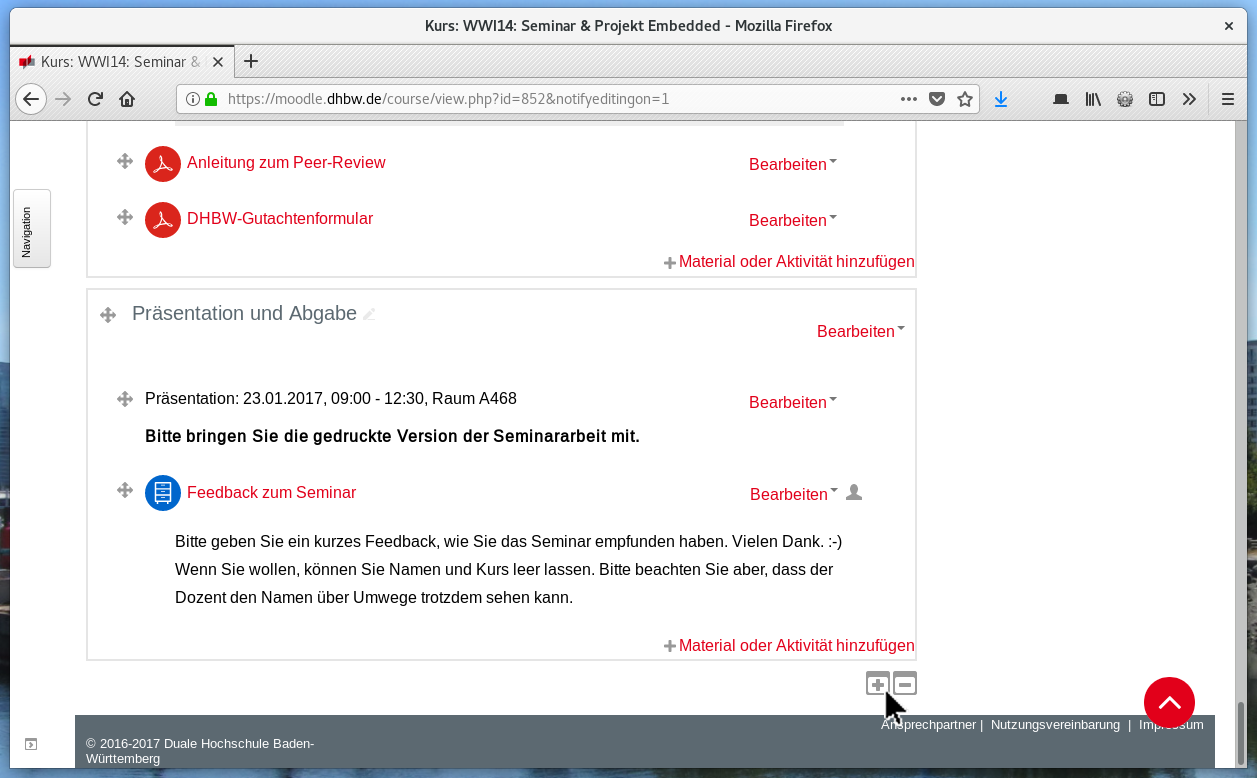 Kurs: WWI14: Seminar & Projekt Embedded - Mozilla Firefox
Kurs: WWI14: Seminar &
https://moodle.dhbw.de/course/view.php?id=852&notifyeditingon=1
Navigation
Anleitung zum Peer-Review Bearbeiten
DHBW-Gutachtenformular Bearbeiten
Material oder Aktivität hinzufügen
Präsentation und Abgabe
Bearbeiten
Präsentation: 23.01.2017, 09:00 - 12:30, Raum A468 Bearbeiten
Bitte bringen Sie die gedruckte Version der Seminararbeit mit.
Feedback zum Seminar Bearbeiten
Bitte geben Sie ein kurzes Feedback, wie Sie das Seminar empfunden haben. Vielen Dank. :-)
Wenn Sie wollen, können Sie Namen und Kurs leer lassen. Bitte beachten Sie aber, dass der
Dozent den Namen über Umwege trotzdem sehen kann.
Material oder Aktivität hinzufügen
Ansprechpartner | Nutzungsvereinbarung | Impressum
© 2016-2017 Duale Hochschule Baden-
Württemberg